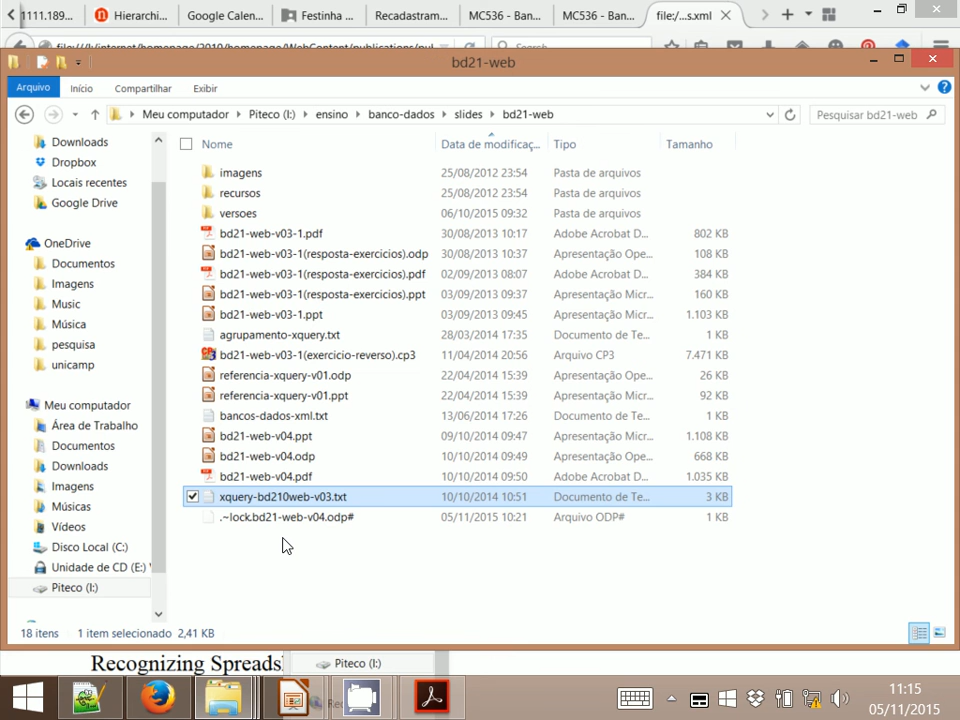 1111.189...
Hierarchi...
Google Calen...
Festinha ...
Recadastram...
MC536 - Ban...
MC536 - Ban...
file:/...s.xml
Search
bd21-web
Arquivo
Início
Compartilhar
Exibir
Meu computador
Piteco (I:)
ensino
banco-dados
slides
bd21-web
Pesquisar bd21-web
Nome
Data de modificaç...
Tipo
Tamanho
Downloads
Dropbox
Locais recentes
Google Drive
OneDrive
Documentos
Imagens
Music
Música
pesquisa
unicamp
Meu computador
Área de Trabalho
Documentos
Downloads
Imagens
Músicas
Vídeos
Disco Local (C:)
Unidade de CD (E:)
Piteco (I:)
imagens 25/08/2012 23:54 Pasta de arquivos
recursos 25/08/2012 23:54 Pasta de arquivos
versoes 06/10/2015 09:32 Pasta de arquivos
bd21-web-v03-1.pdf 30/08/2013 10:17 Adobe Acrobat D... 802 KB
bd21-web-v03-1(resposta-exercicios).odp 30/08/2013 10:37 Apresentação Ope... 108 KB
bd21-web-v03-1(resposta-exercicios).pdf 02/09/2013 08:07 Adobe Acrobat D... 384 KB
bd21-web-v03-1(resposta-exercicios).ppt 03/09/2013 09:37 Apresentação Micr... 160 KB
bd21-web-v03-1.ppt 03/09/2013 09:45 Apresentação Micr... 1.103 KB
agrupamento-xquery.txt 28/03/2014 17:35 Documento de Te... 1 KB
bd21-web-v03-1(exercicio-reverso).cp3 11/04/2014 20:56 Arquivo CP3 7.471 KB
referencia-xquery-v01.odp 22/04/2014 15:39 Apresentação Ope... 26 KB
referencia-xquery-v01.ppt 22/04/2014 15:39 Apresentação Micr... 92 KB
bancos-dados-xml.txt 13/06/2014 17:26 Documento de Te... 1 KB
bd21-web-v04.ppt 09/10/2014 09:47 Apresentação Micr... 1.108 KB
bd21-web-v04.odp 10/10/2014 09:49 Apresentação Ope... 668 KB
bd21-web-v04.pdf 10/10/2014 09:50 Adobe Acrobat D... 1.035 KB
xquery-bd210web-v03.txt 10/10/2014 10:51 Documento de Te... 3 KB
.~lock.bd21-web-v04.odp# 05/11/2015 10:21 Arquivo ODP# 1 KB
18 itens 1 item selecionado 2,41 KB
Recognizing Spreads
Piteco (I:)
11:15
05/11/2015